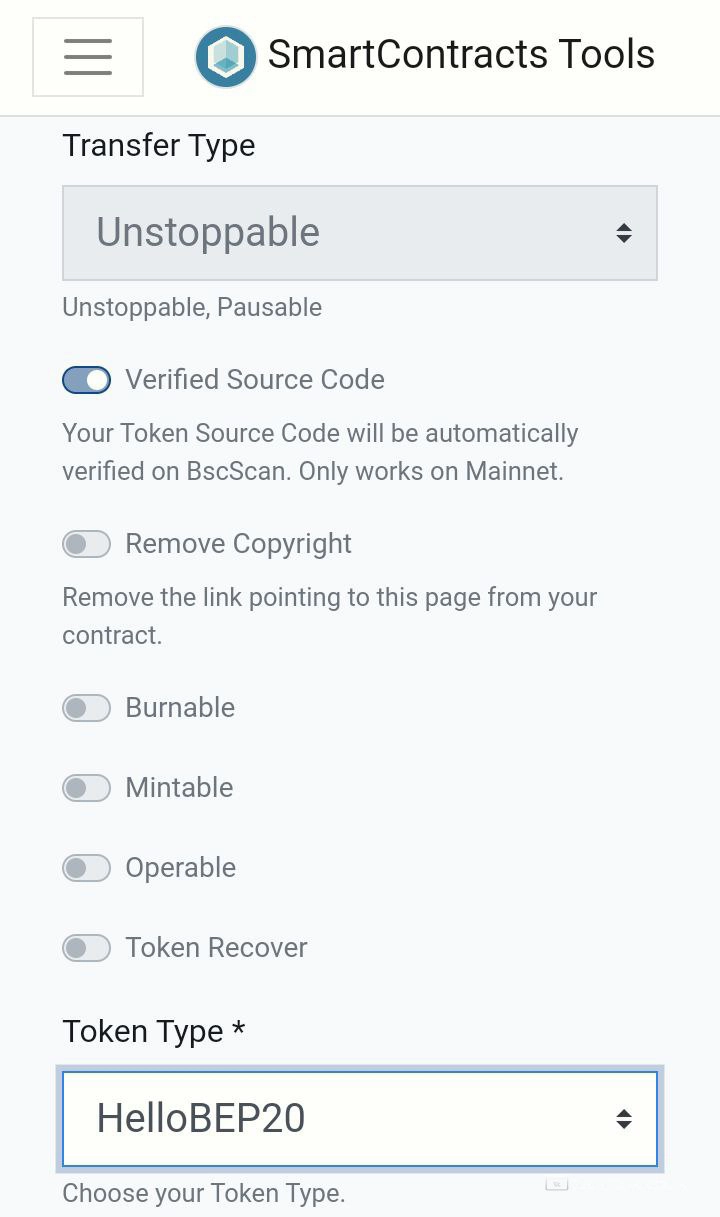 SmartContracts Tools
Transfer Type
Unstoppable
Unstoppable, Pausable
Verified Source Code
Your Token Source Code will be automatically
verified on BscScan. Only works on Mainnet.
Remove Copyright
Remove the link pointing to this page from your
contract.
Burnable
Mintable
Operable
Token Recover
Token Type *
HelloBEP20
Choose your Token Type.